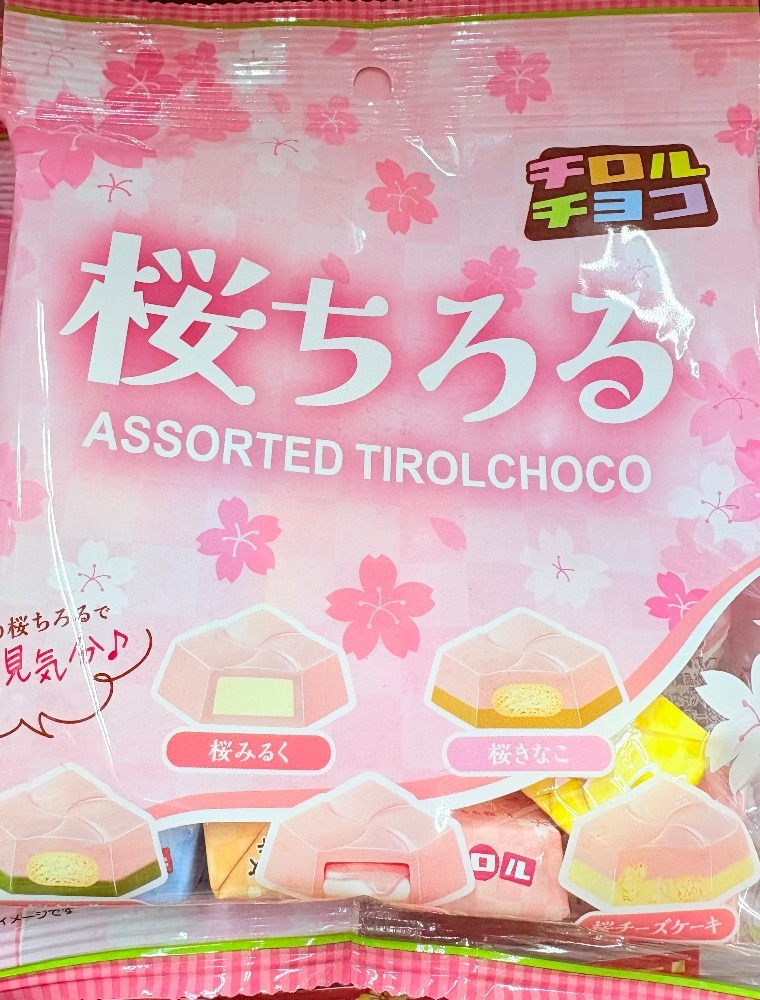 チロル
チョコ
桜ちろる
ASSORTED TIROLCHOCO
桜ちろるで
見気分♪
桜みるく
桜きなこ
ロル
桜チーズケーキ
イメージです